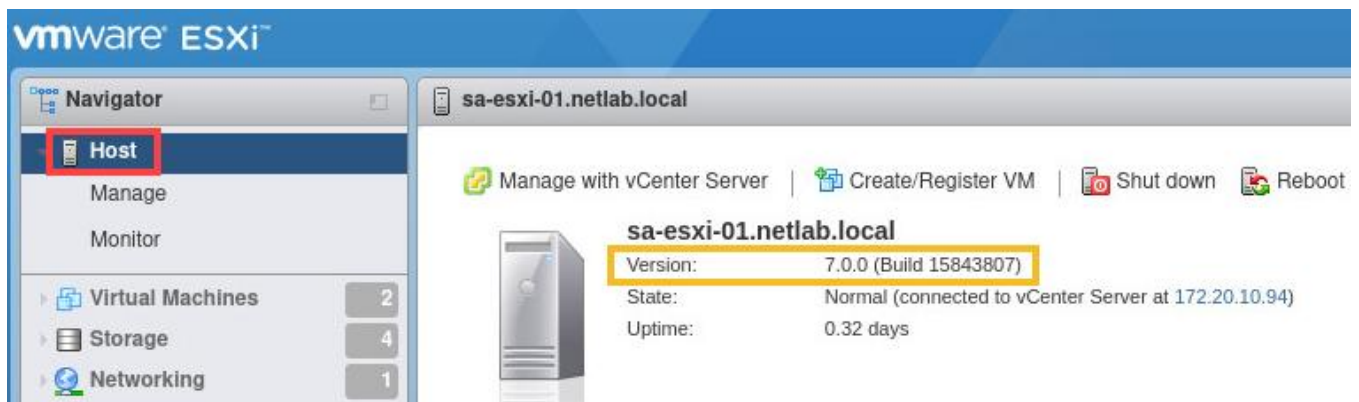 vmware® ESXi™
Navigator
Host
Manage
Monitor
Virtual Machines 2
Storage 4
Networking 1
sa-esxi-01.netlab.local
Manage with vCenter Server | Create/Register VM | Shut down Reboot
sa-esxi-01.netlab.local
Version: 7.0.0 (Build 15843807)
State: Normal (connected to vCenter Server at 172.20.10.94)
Uptime: 0.32 days